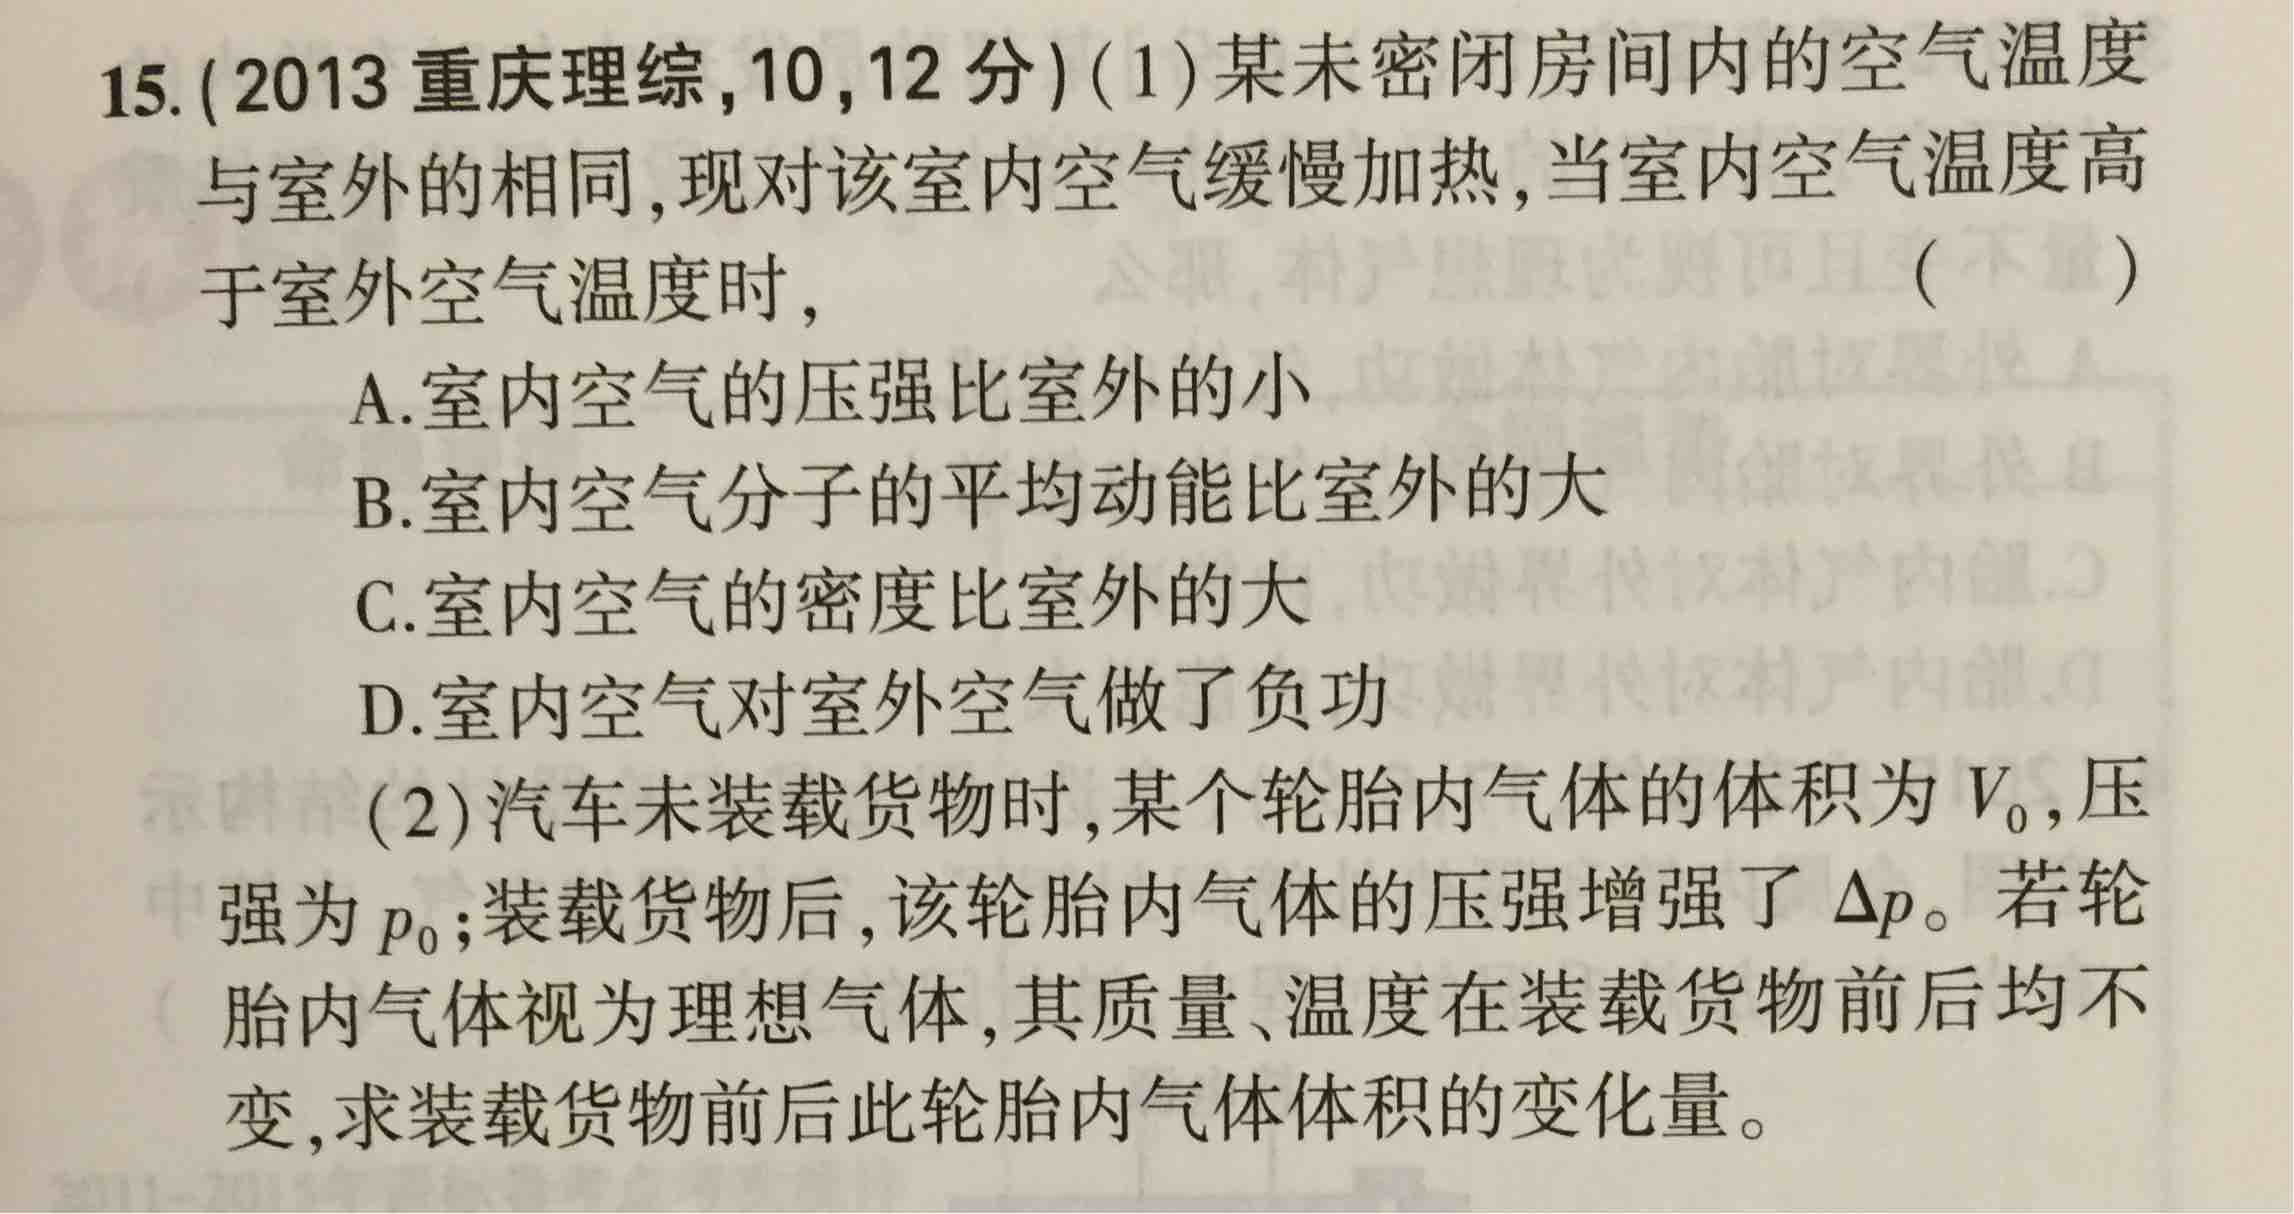 15.(2013 重庆理综,10,12 分)(1)某未密闭房间内的空气温度
与室外的相同,现对该室内空气缓慢加热,当室内空气温度高
于室外空气温度时, ( )
A.室内空气的压强比室外的小
B.室内空气分子的平均动能比室外的大
C.室内空气的密度比室外的大
D.室内空气对室外空气做了负功
(2)汽车未装载货物时,某个轮胎内气体的体积为 V₀,压
强为 p₀;装载货物后,该轮胎内气体的压强增强了 Δp。若轮
胎内气体视为理想气体,其质量、温度在装载货物前后均不
变,求装载货物前后此轮胎内气体体积的变化量。